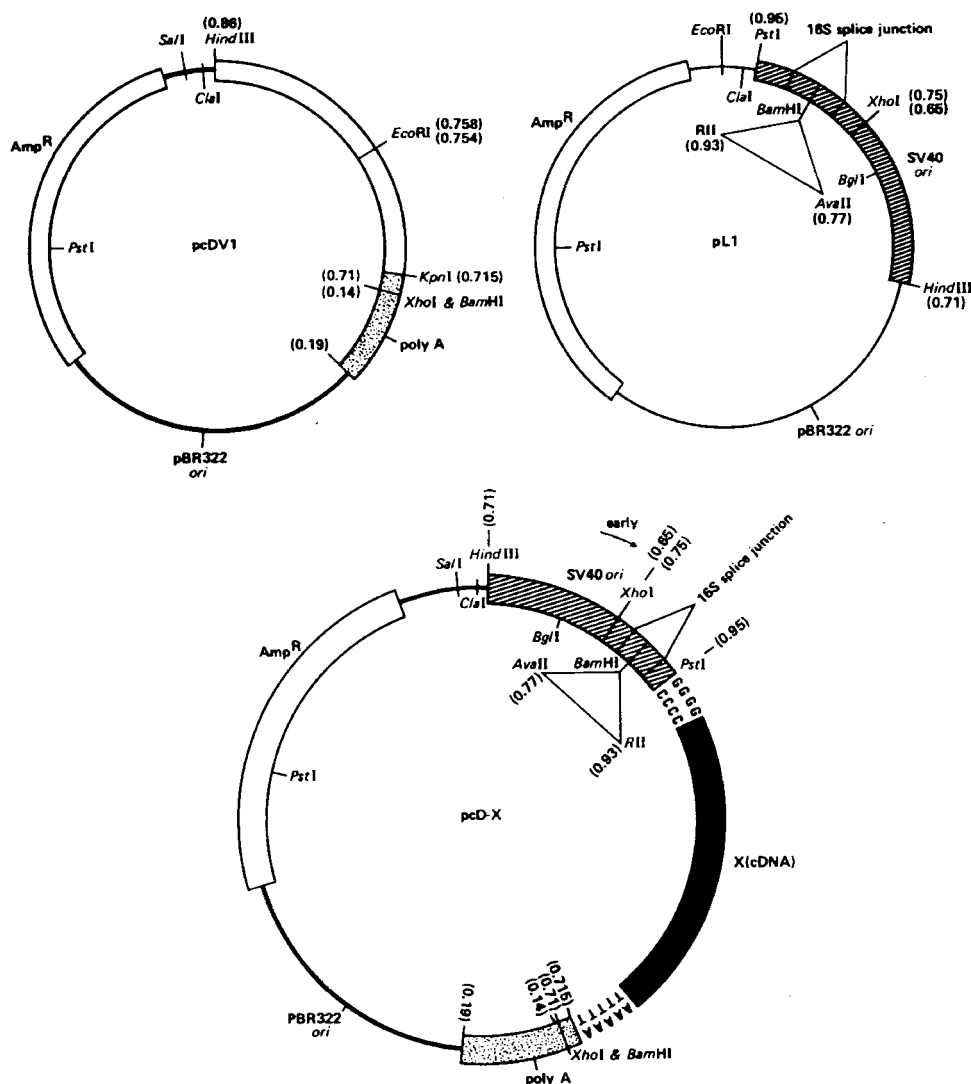 (0.86)
HindIII
SalI
ClaI
AmpR
EcoRI (0.758)
(0.754)
PstI
pcDV1
(0.71)
(0.14)
KpnI (0.715)
XhoI & BamHI
(0.19)
poly A
pBR322
ori
(0.95)
PstI
EcoRI
16S splice junction
ClaI
XhoI (0.75)
(0.65)
BamHI
AmpR
RII
(0.93)
SV40
ori
BglI
AvaII
(0.77)
PstI
pL1
HindIII
(0.71)
pBR322 ori
(0.71)
early
(0.65)
(0.75)
HindIII
SalI
SV40 ori
XhoI
16S splice junction
ClaI
PstI
(0.95)
BglI
AmpR
AvaII
BamHI
(0.77)
GGGG
CCCC
RII
(0.93)
PstI
pcD-X
X(cDNA)
(0.715)
(0.71)
(0.14)
(0.19)
TTTTT
AAAAA
PBR322
ori
XhoI & BamHI
poly A